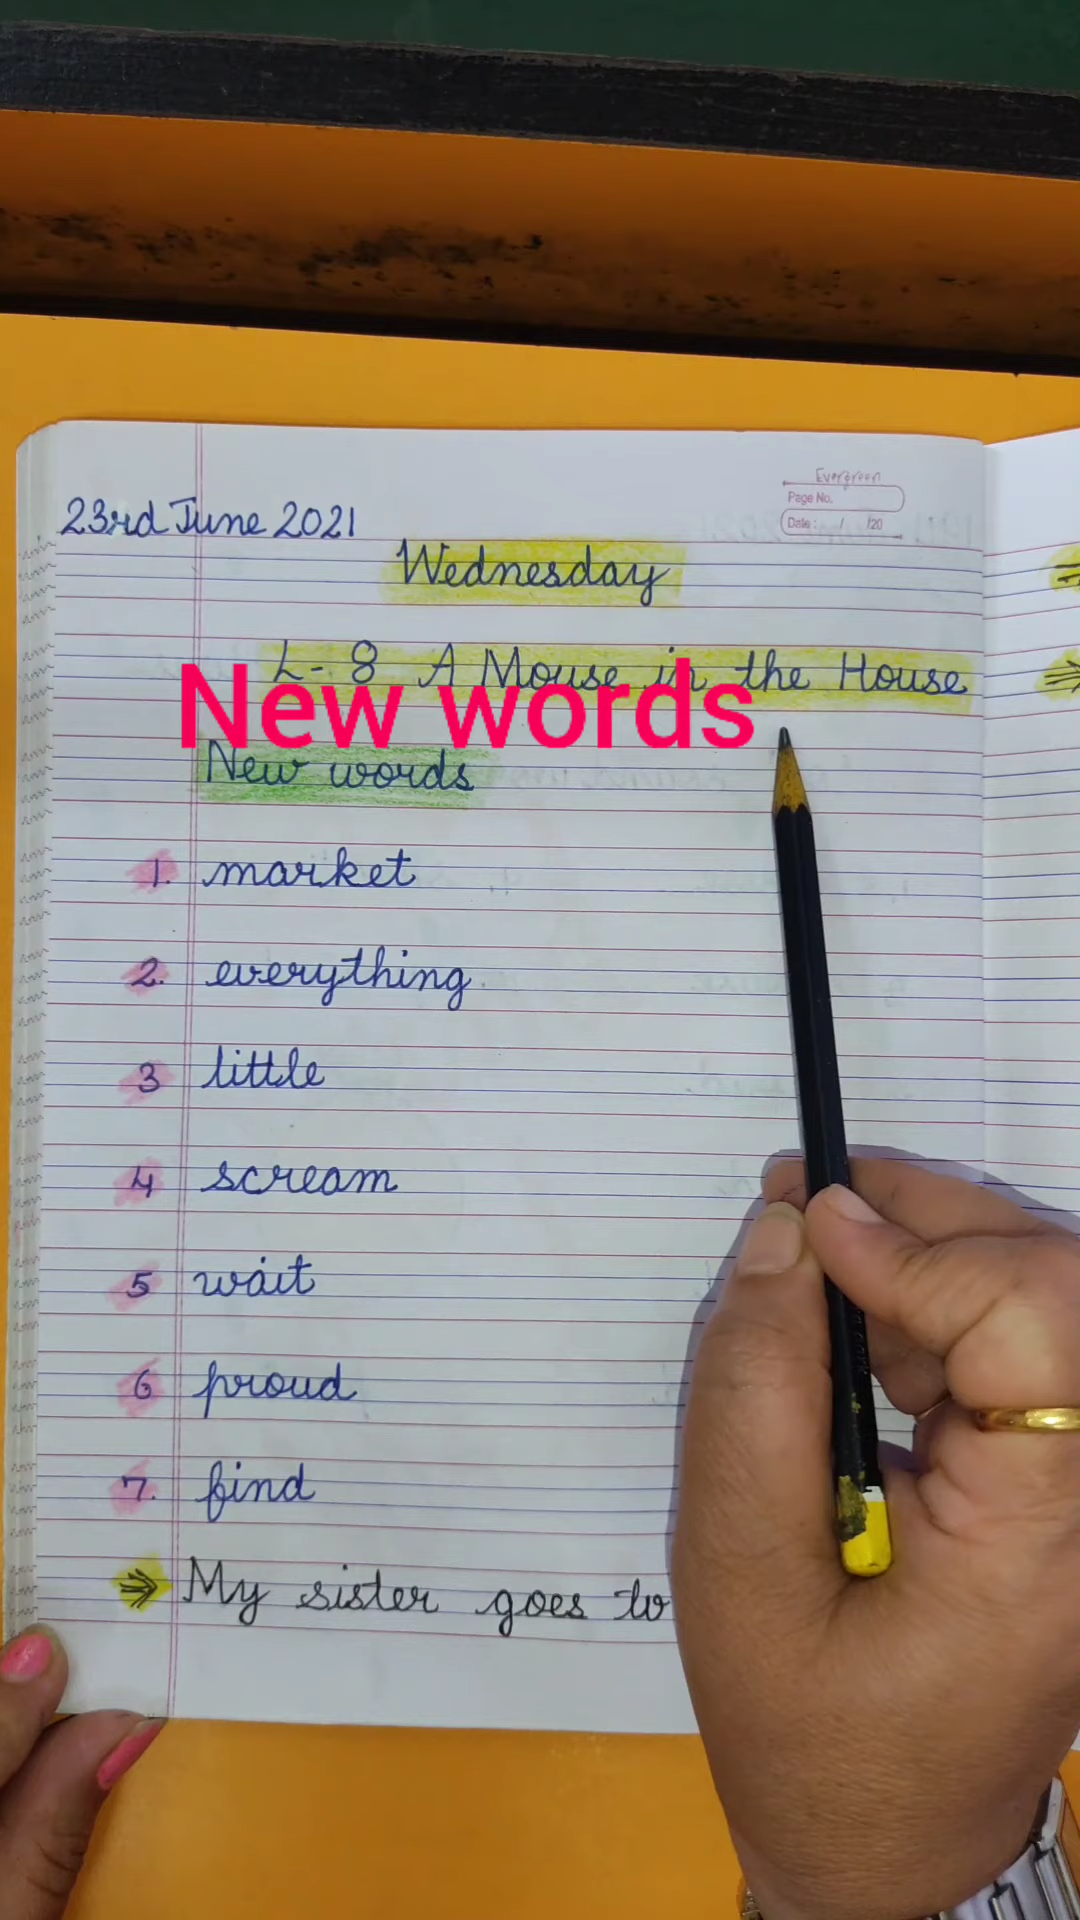 Evergreen
Page No.
Date : / /20
23rd June 2021
Wednesday
L- 8 A Mouse in the House
New words
New words
1. market
2. everything
3 little
4 scream
5 wait
6 proud
7. find
⇒ My sister goes to